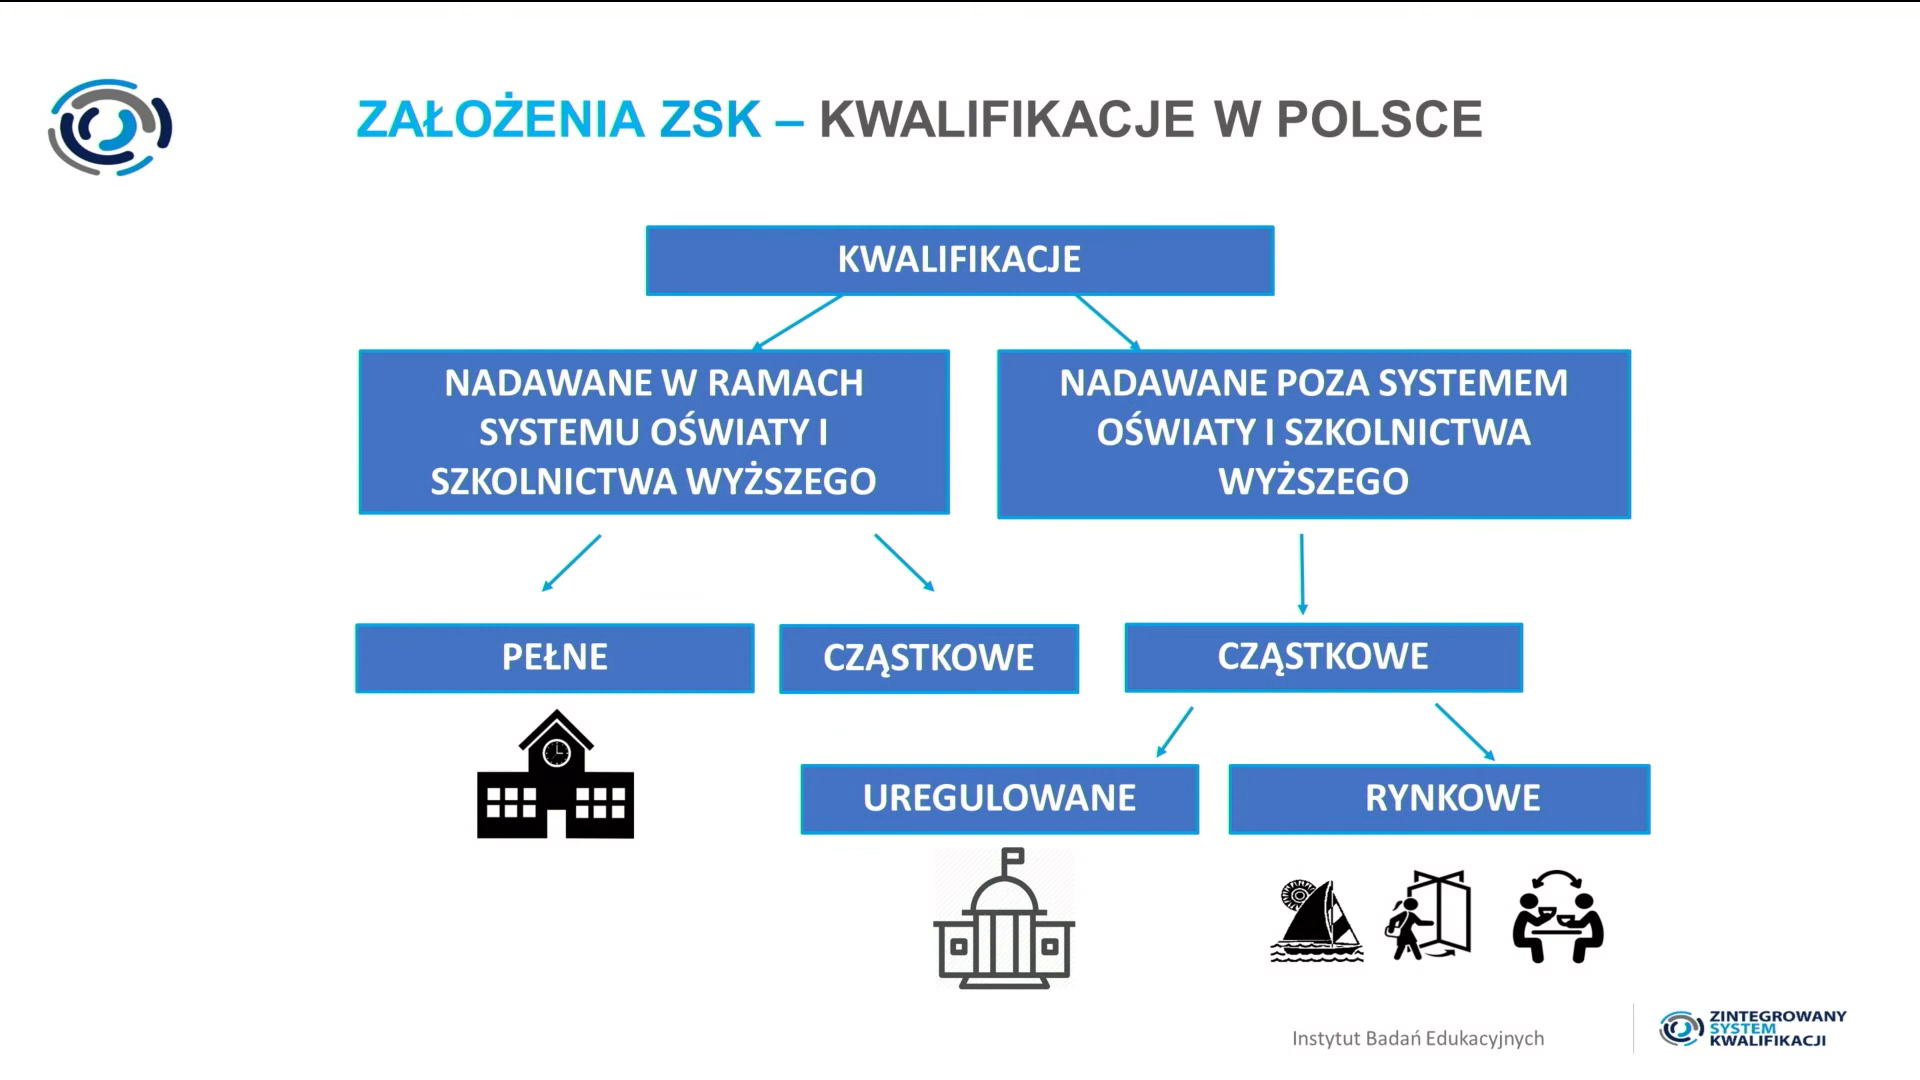 ZAŁOŻENIA ZSK – KWALIFIKACJE W POLSCE
KWALIFIKACJE
NADAWANE W RAMACH
SYSTEMU OŚWIATY I
SZKOLNICTWA WYŻSZEGO
NADAWANE POZA SYSTEMEM
OŚWIATY I SZKOLNICTWA
WYŻSZEGO
PEŁNE
CZĄSTKOWE
CZĄSTKOWE
UREGULOWANE
RYNKOWE
Instytut Badań Edukacyjnych
ZINTEGROWANY
SYSTEM
KWALIFIKACJI